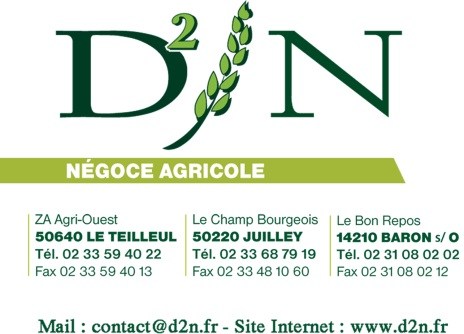 D2N
NÉGOCE AGRICOLE
ZA Agri-Ouest
50640 LE TEILLEUL
Tél. 02 33 59 40 22
Fax 02 33 59 40 13
Le Champ Bourgeois
50220 JUILLEY
Tél. 02 33 68 79 19
Fax 02 33 48 10 60
Le Bon Repos
14210 BARON s/ O
Tél. 02 31 08 02 02
Fax 02 31 08 02 12
Mail : contact@d2n.fr - Site Internet : www.d2n.fr